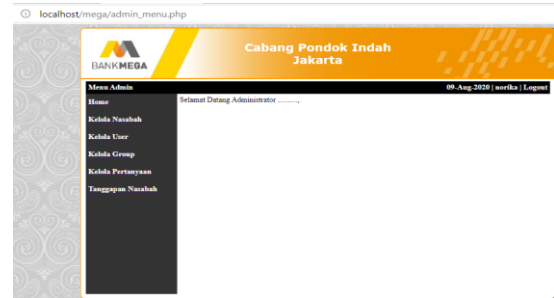 localhost/mega/admin_menu.php
BANKMEGA
Cabang Pondok Indah
Jakarta
Menu Admin
09-Aug-2020 | norika | Logout
Home
Selamat Datang Administrator ..........,
Kelola Nasabah
Kelola User
Kelola Group
Kelola Pertanyaan
Tanggapan Nasabah